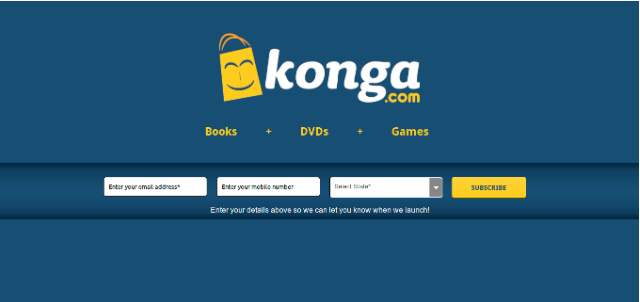 konga
.com
Books + DVDs + Games
Enter your email address* Enter your mobile number Select State* SUBSCRIBE
Enter your details above so we can let you know when we launch!